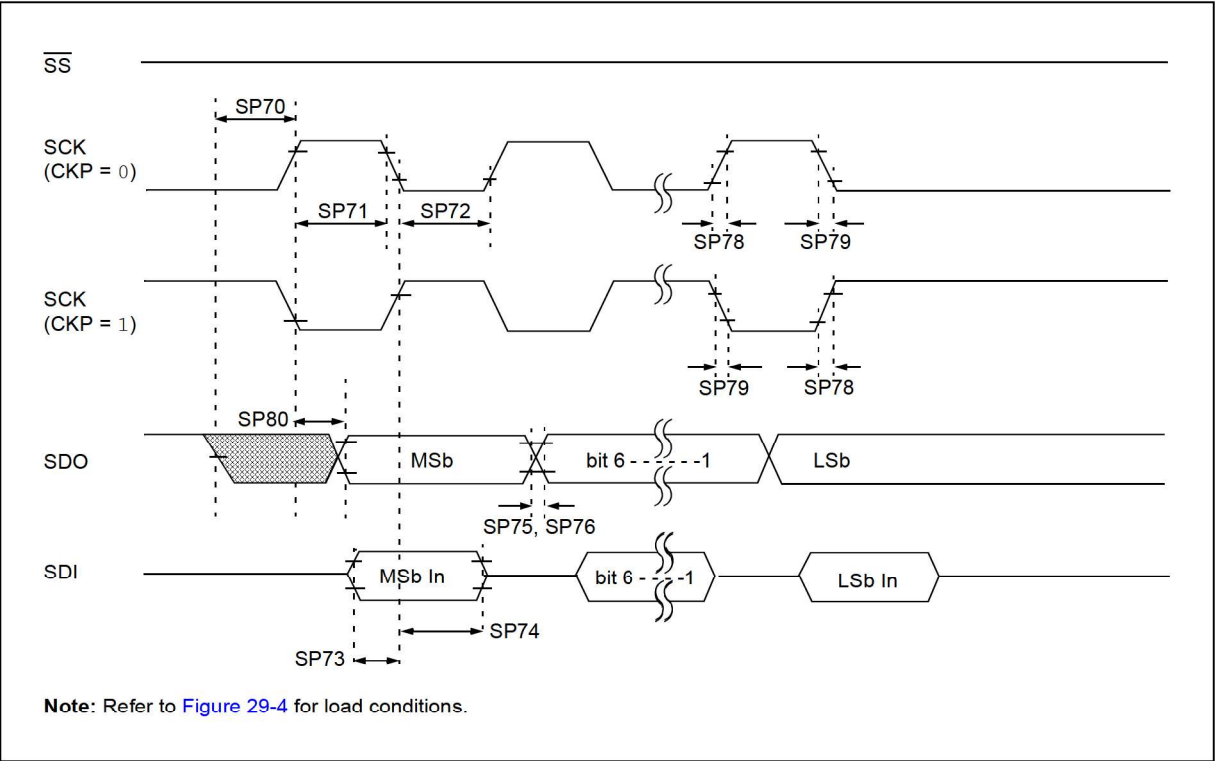 SS
SP70
SCK
(CKP = 0)
SP71
SP72
SP78
SP79
SCK
(CKP = 1)
SP79
SP78
SP80
SDO
MSb
bit 6 - - - - - -1
LSb
SP75, SP76
SDI
MSb In
bit 6 - - - -1
LSb In
SP74
SP73
Note: Refer to Figure 29-4 for load conditions.